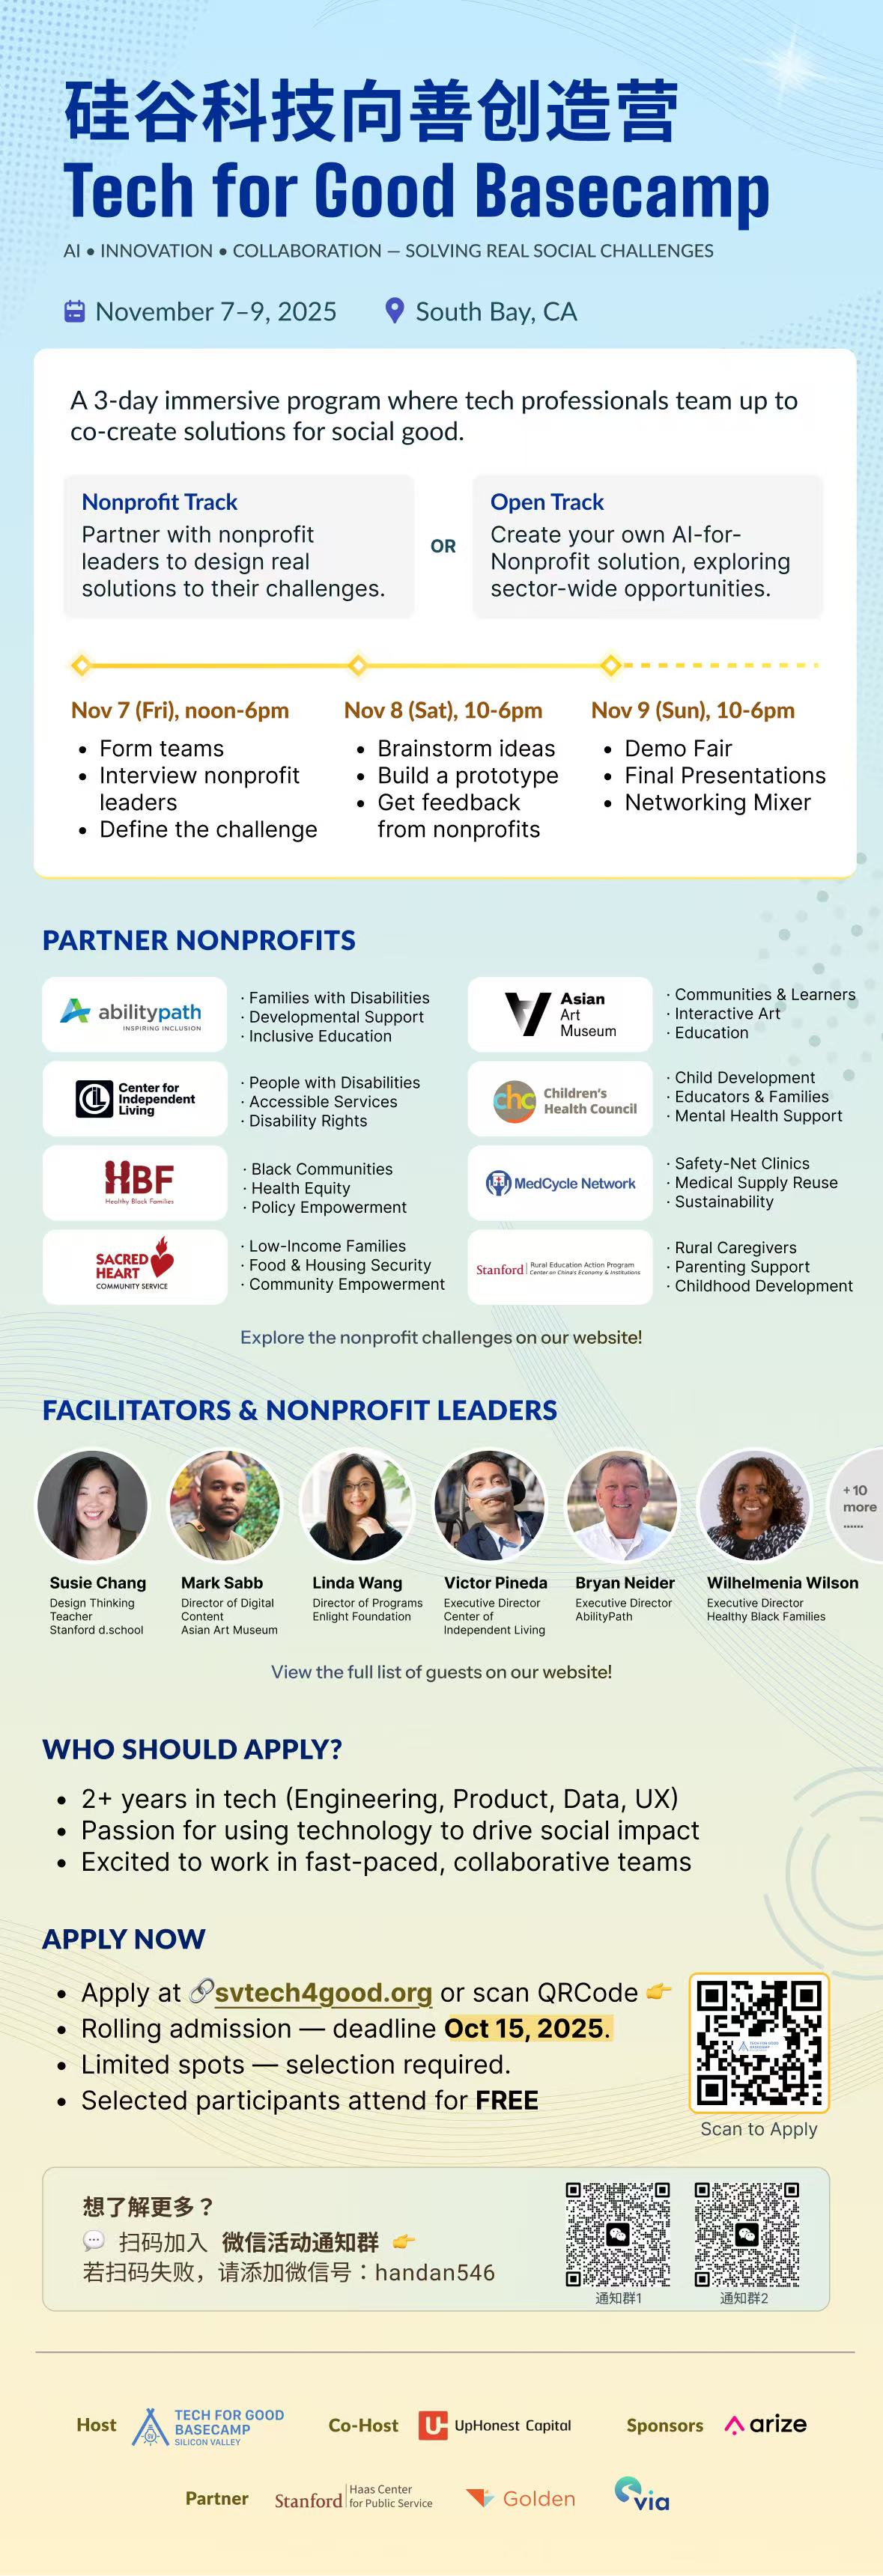 硅谷科技向善创造营
Tech for Good Basecamp
AI • INNOVATION • COLLABORATION — SOLVING REAL SOCIAL CHALLENGES
November 7–9, 2025
South Bay, CA
A 3-day immersive program where tech professionals team up to
co-create solutions for social good.
Nonprofit Track
Partner with nonprofit
leaders to design real
solutions to their challenges.
OR
Open Track
Create your own AI-for-
Nonprofit solution, exploring
sector-wide opportunities.
Nov 7 (Fri), noon-6pm
• Form teams
• Interview nonprofit
leaders
• Define the challenge
Nov 8 (Sat), 10-6pm
• Brainstorm ideas
• Build a prototype
• Get feedback
from nonprofits
Nov 9 (Sun), 10-6pm
• Demo Fair
• Final Presentations
• Networking Mixer
PARTNER NONPROFITS
abilitypath
INSPIRING INCLUSION
· Families with Disabilities
· Developmental Support
· Inclusive Education
Asian
Art
Museum
· Communities & Learners
· Interactive Art
· Education
Center for
Independent
Living
· People with Disabilities
· Accessible Services
· Disability Rights
chc
Children's
Health Council
· Child Development
· Educators & Families
· Mental Health Support
HBF
Healthy Black Families
· Black Communities
· Health Equity
· Policy Empowerment
MedCycle Network
· Safety-Net Clinics
· Medical Supply Reuse
· Sustainability
SACRED
HEART
COMMUNITY SERVICE
· Low-Income Families
· Food & Housing Security
· Community Empowerment
Stanford
Rural Education Action Program
Center on China's Economy & Institutions
· Rural Caregivers
· Parenting Support
· Childhood Development
Explore the nonprofit challenges on our website!
FACILITATORS & NONPROFIT LEADERS
+ 10
more
......
Susie Chang
Design Thinking
Teacher
Stanford d.school
Mark Sabb
Director of Digital
Content
Asian Art Museum
Linda Wang
Director of Programs
Enlight Foundation
Victor Pineda
Executive Director
Center of
Independent Living
Bryan Neider
Executive Director
AbilityPath
Wilhelmenia Wilson
Executive Director
Healthy Black Families
View the full list of guests on our website!
WHO SHOULD APPLY?
• 2+ years in tech (Engineering, Product, Data, UX)
• Passion for using technology to drive social impact
• Excited to work in fast-paced, collaborative teams
APPLY NOW
• Apply at 🔗svtech4good.org or scan QRCode 👉
• Rolling admission — deadline Oct 15, 2025.
• Limited spots — selection required.
• Selected participants attend for FREE
Scan to Apply
想了解更多？
💬 扫码加入 微信活动通知群 👉
若扫码失败，请添加微信号：handan546
通知群1
通知群2
Host
TECH FOR GOOD
BASECAMP
SILICON VALLEY
Co-Host
UpHonest Capital
Sponsors
arize
Partner
Stanford
Haas Center
for Public Service
Golden
via